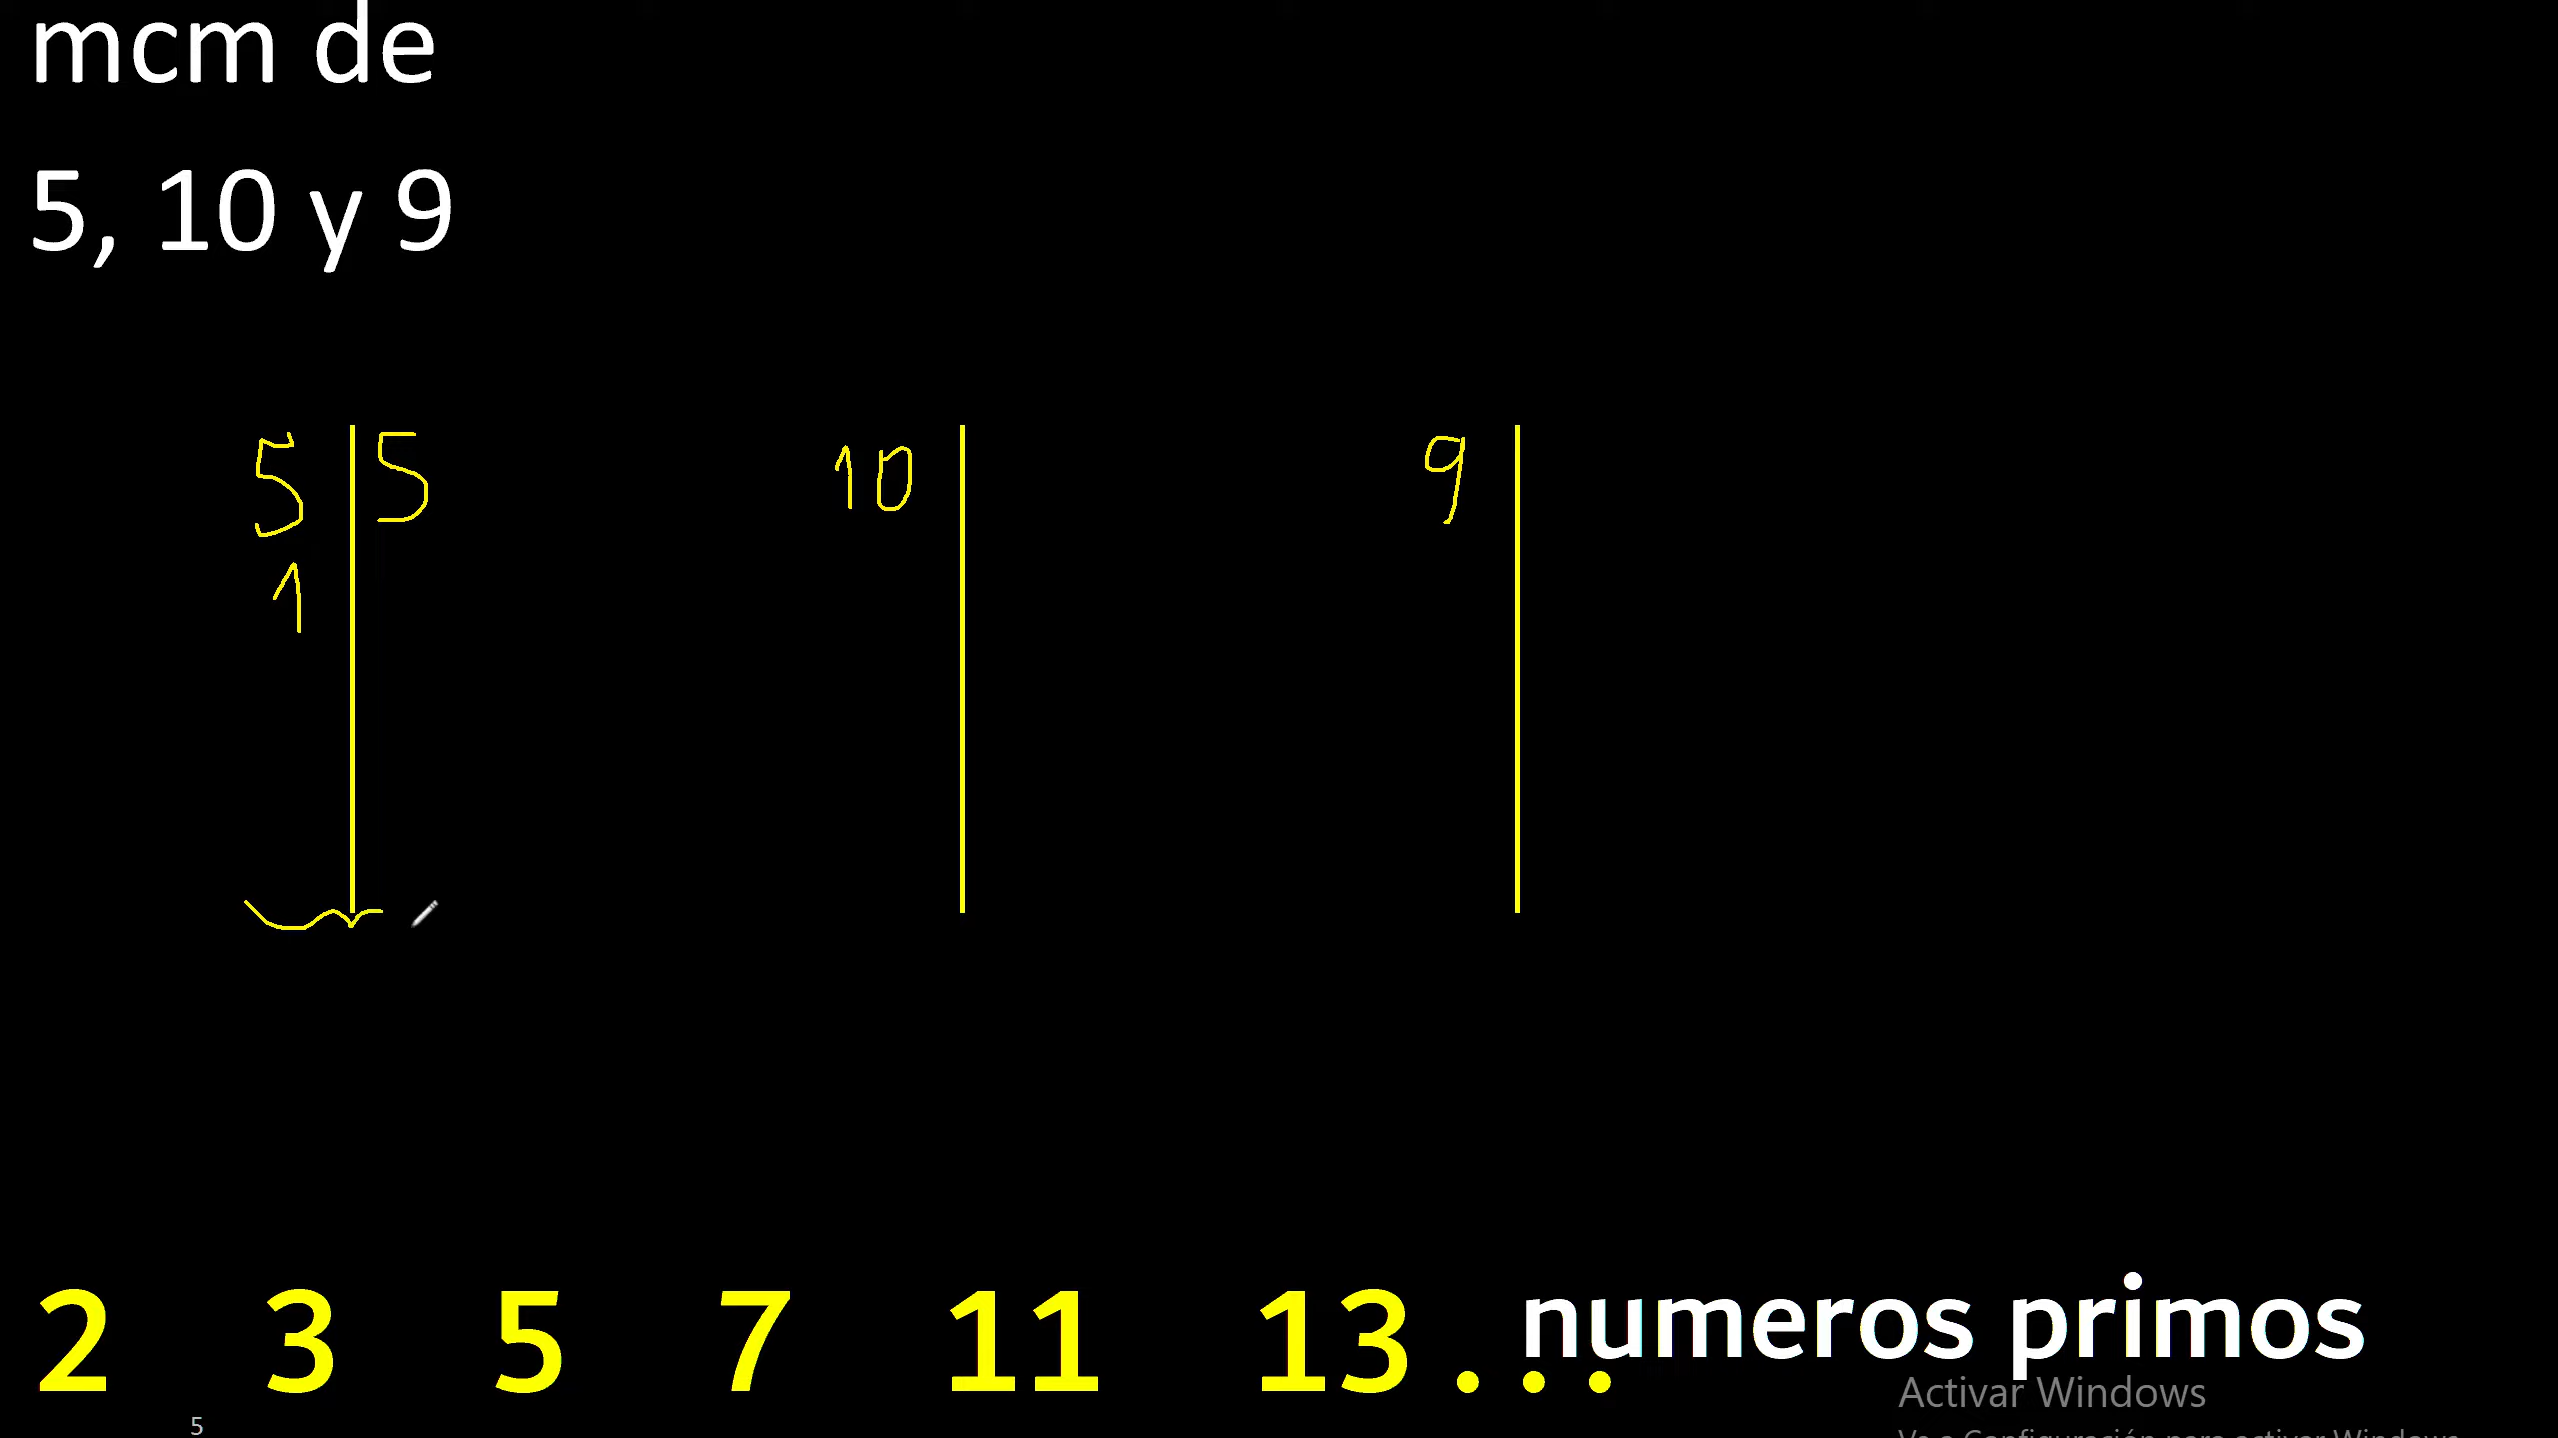 mcm de
5, 10 y 9
5 5 10 9
1
2 3 5 7 11 13 ... numeros primos
Activar Windows
5